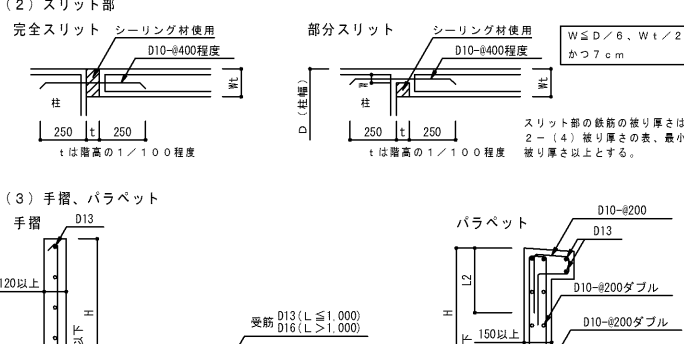 (2) スリット部
完全スリット
シーリング材使用
D10-@400程度
Wt
柱
250 t 250
tは階高の1/100程度
部分スリット
シーリング材使用
D10-@400程度
W
Wt
D(柱幅)
柱
250 t 250
tは階高の1/100程度
W≦D/6、Wt/2
かつ7cm
スリット部の鉄筋の被り厚さは
2-(4)被り厚さの表、最小
被り厚さ以上とする。
(3) 手摺、パラペット
手摺
D13
120以上
H
以下
受筋 D13(L≦1,000)
D16(L>1,000)
パラペット
D10-@200
D13
L2
D10-@200ダブル
H
150以上
D10-@200ダブル
下